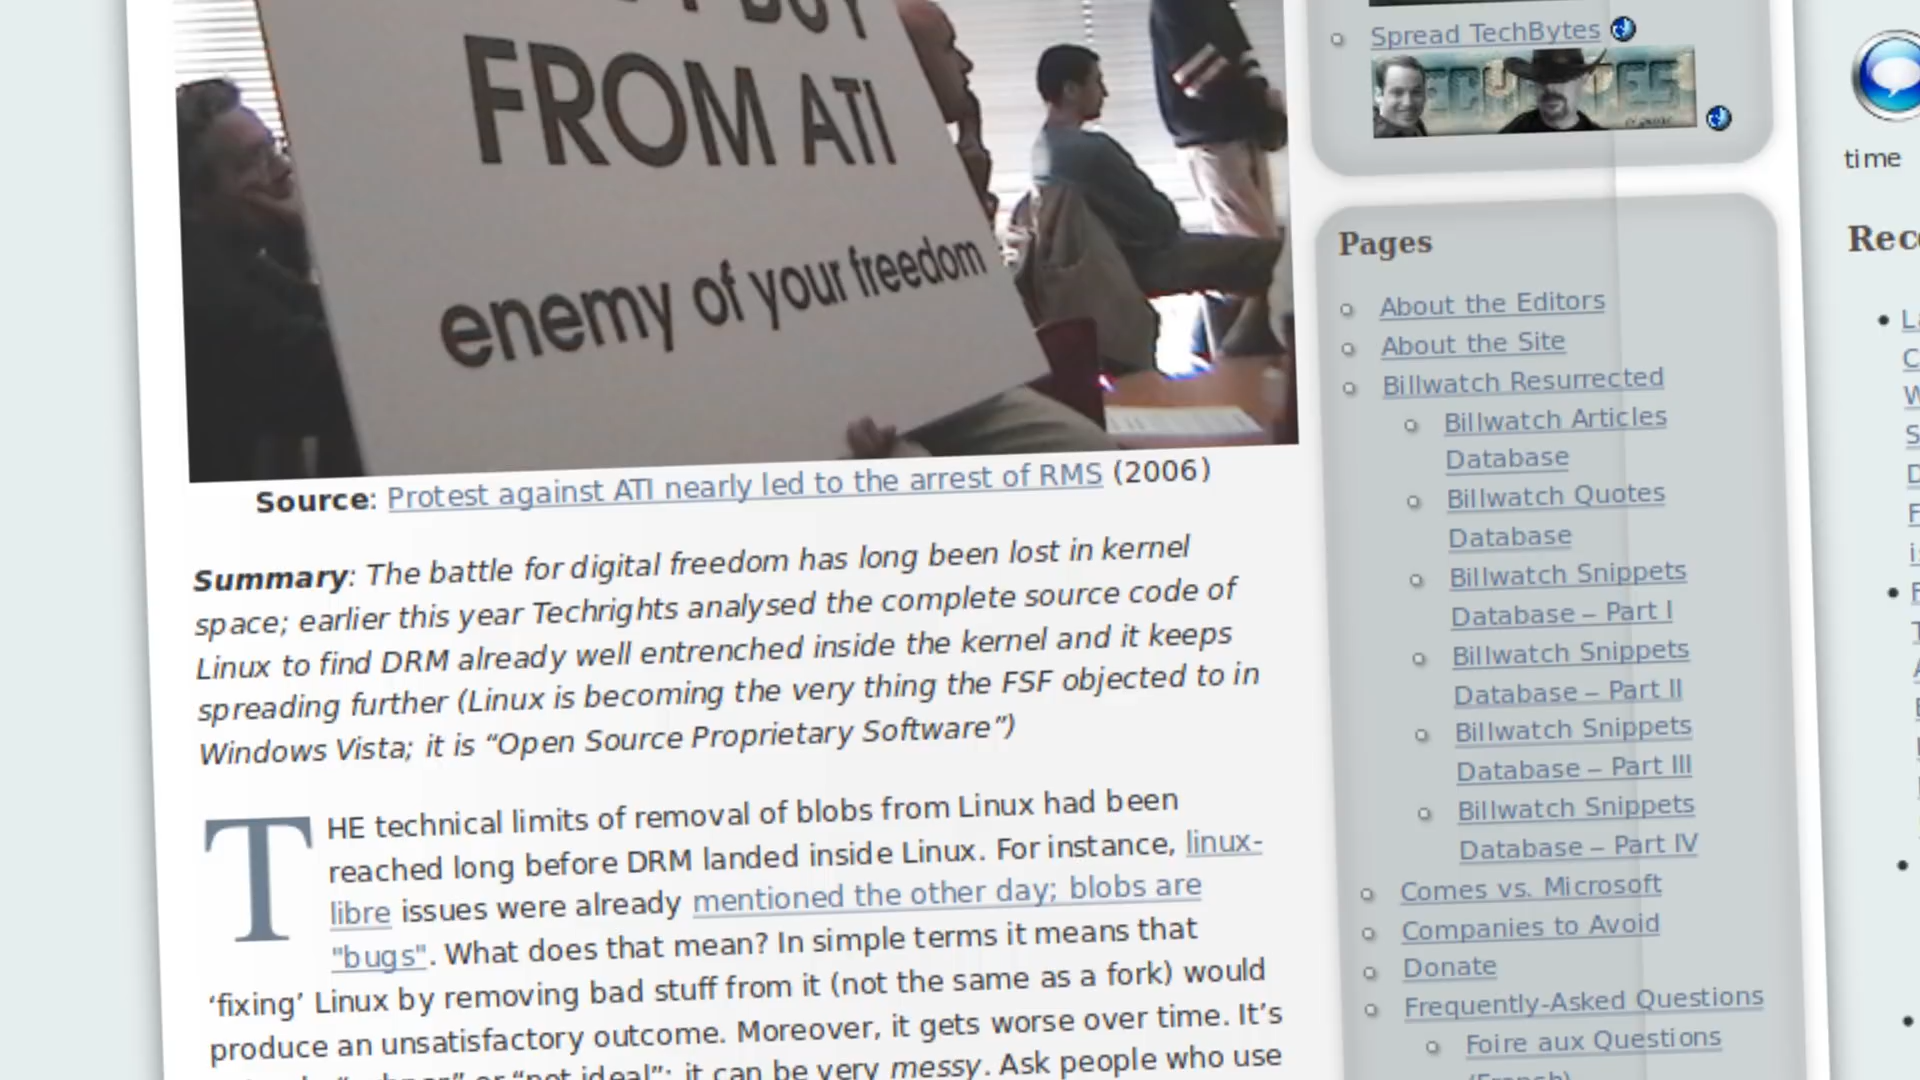 BUY
FROM ATI
enemy of your freedom
Source: Protest against ATI nearly led to the arrest of RMS (2006)
Summary: The battle for digital freedom has long been lost in kernel
space; earlier this year Techrights analysed the complete source code of
Linux to find DRM already well entrenched inside the kernel and it keeps
spreading further (Linux is becoming the very thing the FSF objected to in
Windows Vista; it is “Open Source Proprietary Software”)
THE technical limits of removal of blobs from Linux had been
reached long before DRM landed inside Linux. For instance, linux-
libre issues were already mentioned the other day; blobs are
"bugs". What does that mean? In simple terms it means that
‘fixing’ Linux by removing bad stuff from it (not the same as a fork) would
produce an unsatisfactory outcome. Moreover, it gets worse over time. It’s
or “not ideal”; it can be very messy. Ask people who use
Spread TechBytes
Pages
About the Editors
About the Site
Billwatch Resurrected
Billwatch Articles
Database
Billwatch Quotes
Database
Billwatch Snippets
Database – Part I
Billwatch Snippets
Database – Part II
Billwatch Snippets
Database – Part III
Billwatch Snippets
Database – Part IV
Comes vs. Microsoft
Companies to Avoid
Donate
Frequently-Asked Questions
Foire aux Questions
(French)
time